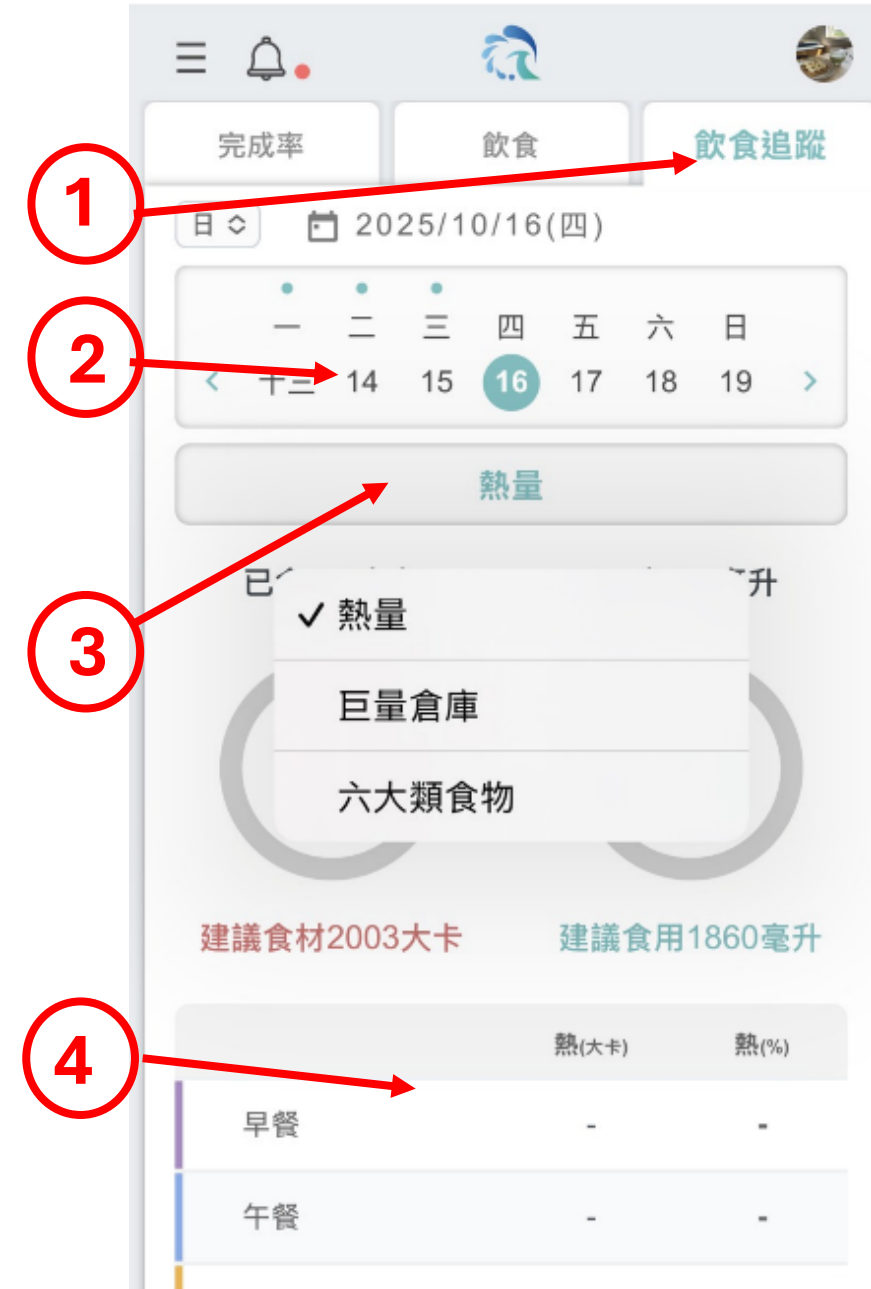 完成率 飲食 飲食追蹤
1
日 2025/10/16(四)
一 二 三 四 五 六 日
2
十三 14 15 16 17 18 19
熱量
已 升
✓ 熱量
3
巨量倉庫
六大類食物
建議食材2003大卡 建議食用1860毫升
4
熱(大卡) 熱(%)
早餐 - -
午餐 - -